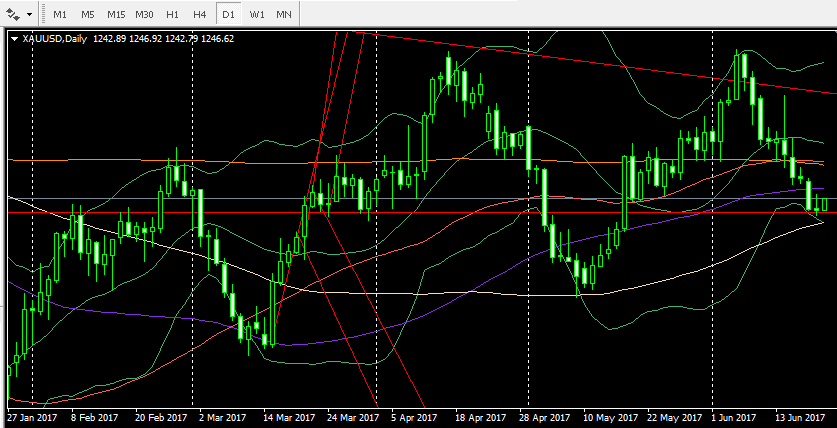 M1 M5 M15 M30 H1 H4 D1 W1 MN
XAUUSD,Daily 1242.89 1246.92 1242.79 1246.62
27 Jan 2017 8 Feb 2017 20 Feb 2017 2 Mar 2017 14 Mar 2017 24 Mar 2017 5 Apr 2017 18 Apr 2017 28 Apr 2017 10 May 2017 22 May 2017 1 Jun 2017 13 Jun 2017